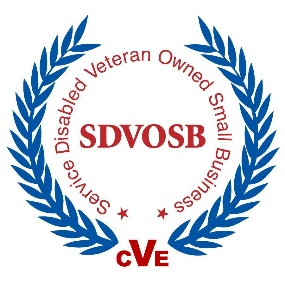 Service Disabled Veteran Owned Small Business
SDVOSB
CVE